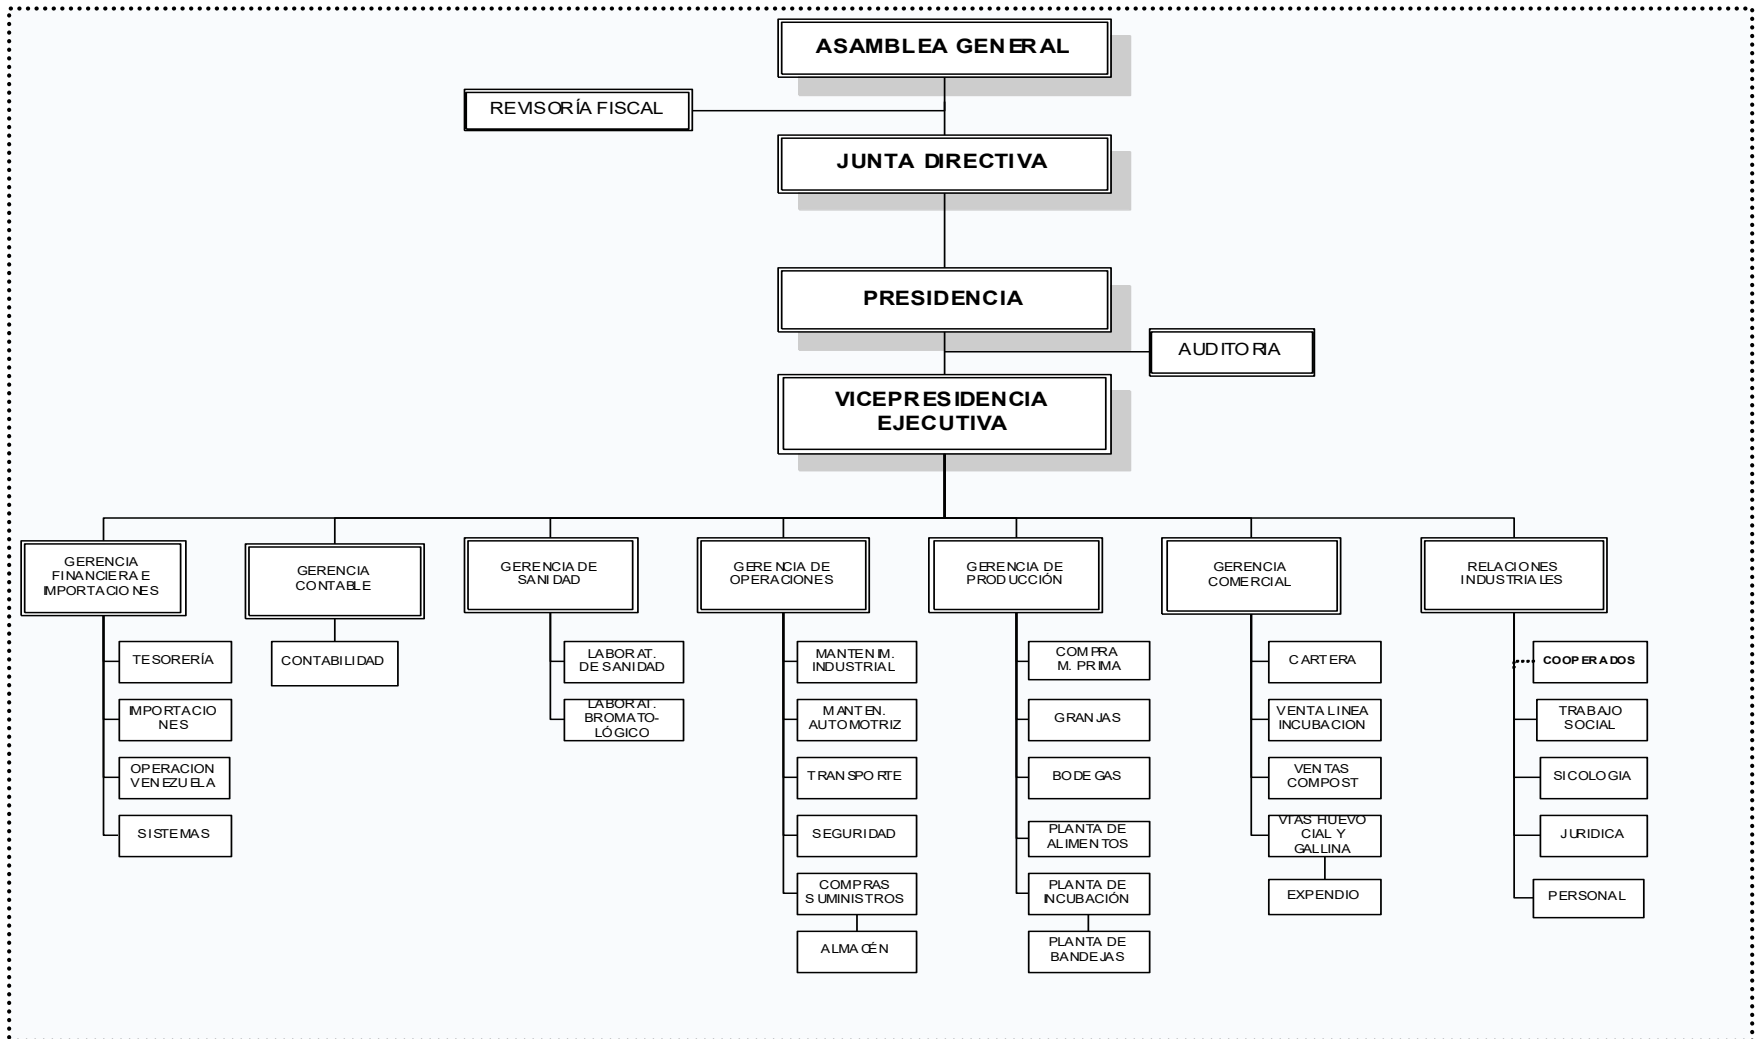 ASAMBLEA GENERAL
REVISORÍA FISCAL
JUNTA DIRECTIVA
PRESIDENCIA
AUDITORIA
VICEPRESIDENCIA
EJECUTIVA
GERENCIA
FINANCIERA E
IMPORTACIONES
GERENCIA
CONTABLE
GERENCIA DE
SANIDAD
GERENCIA DE
OPERACIONES
GERENCIA DE
PRODUCCIÓN
GERENCIA
COMERCIAL
RELACIONES
INDUSTRIALES
TESORERÍA
IMPORTACIO
NES
OPERACION
VENEZUELA
SISTEMAS
CONTABILIDAD
LABORAT.
DE SANIDAD
LABORAT.
BROMATO-
LÓGICO
MANTENIM.
INDUSTRIAL
MANTEN.
AUTOMOTRIZ
TRANSPORTE
SEGURIDAD
COMPRAS
SUMINISTROS
ALMACÉN
COMPRA
M. PRIMA
GRANJAS
BODEGAS
PLANTA DE
ALIMENTOS
PLANTA DE
INCUBACIÓN
PLANTA DE
BANDEJAS
CARTERA
VENTA LINEA
INCUBACION
VENTAS
COMPOST
VTAS HUEVO
CIAL Y
GALLINA
EXPENDIO
COOPERADOS
TRABAJO
SOCIAL
SICOLOGIA
JURIDICA
PERSONAL